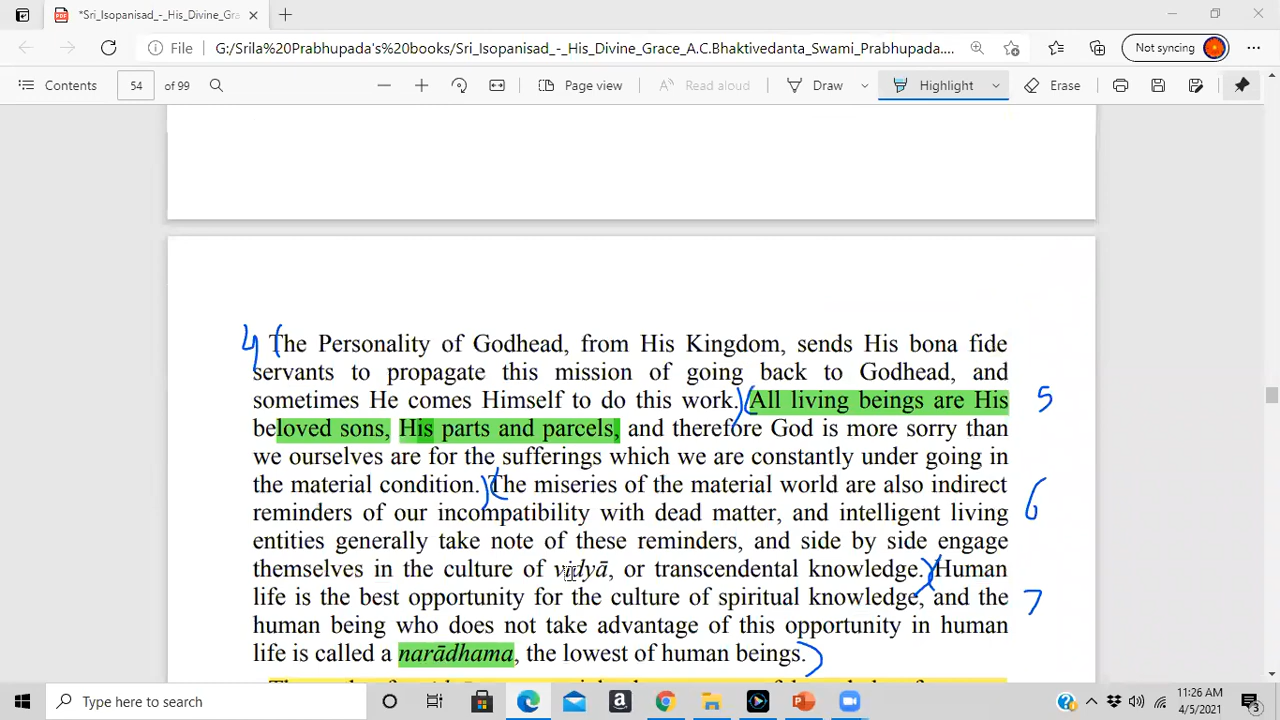 *Sri_Isopanisad_-_His_Divine_Gra
File G:/Srila%20Prabhupada's%20books/Sri_Isopanisad_-_His_Divine_Grace_A.C.Bhaktivedanta_Swami_Prabhupada.... Not syncing
Contents 54 of 99 Page view Read aloud Draw Highlight Erase
4 (The Personality of Godhead, from His Kingdom, sends His bona fide
servants to propagate this mission of going back to Godhead, and
sometimes He comes Himself to do this work.) (All living beings are His 5
beloved sons, His parts and parcels, and therefore God is more sorry than
we ourselves are for the sufferings which we are constantly under going in
the material condition.) (The miseries of the material world are also indirect
reminders of our incompatibility with dead matter, and intelligent living 6
entities generally take note of these reminders, and side by side engage
themselves in the culture of vidyā, or transcendental knowledge.) (Human
life is the best opportunity for the culture of spiritual knowledge, and the 7
human being who does not take advantage of this opportunity in human
life is called a narādhama, the lowest of human beings.)
Type here to search
11:26 AM
4/5/2021
3